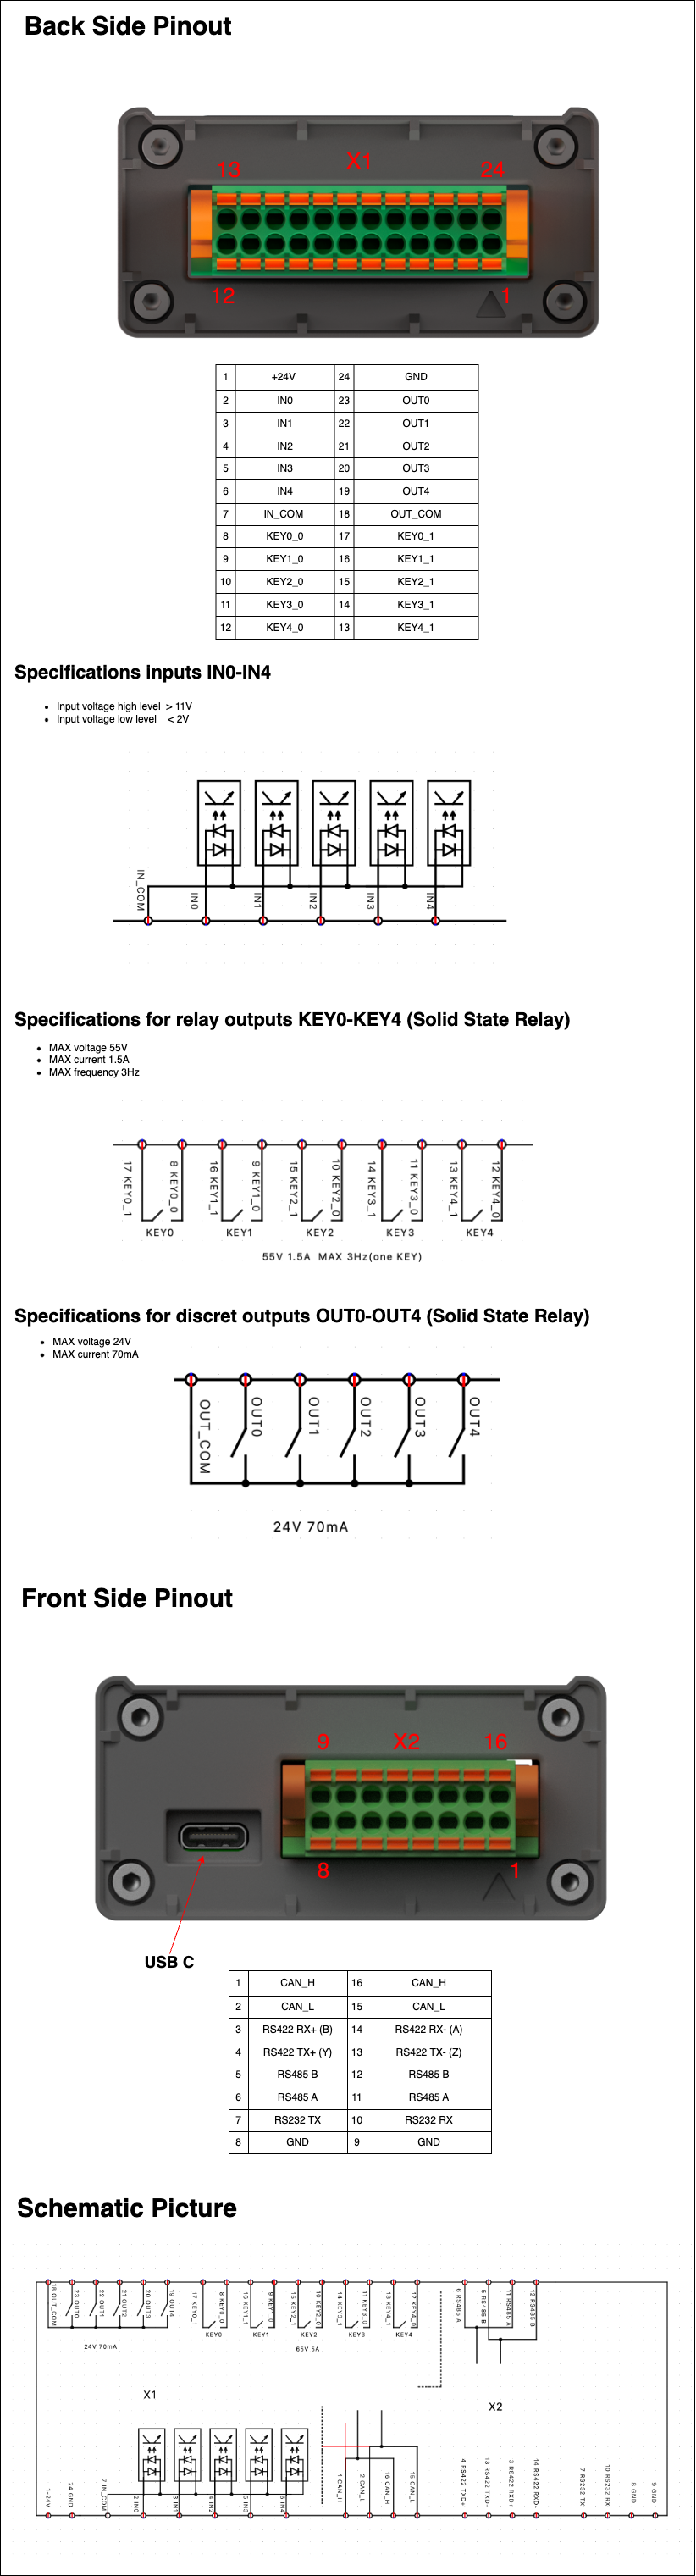 Back Side Pinout
13 X1 24
12 1
1 +24V 24 GND
2 IN0 23 OUT0
3 IN1 22 OUT1
4 IN2 21 OUT2
5 IN3 20 OUT3
6 IN4 19 OUT4
7 IN_COM 18 OUT_COM
8 KEY0_0 17 KEY0_1
9 KEY1_0 16 KEY1_1
10 KEY2_0 15 KEY2_1
11 KEY3_0 14 KEY3_1
12 KEY4_0 13 KEY4_1
Specifications inputs IN0-IN4
• Input voltage high level > 11V
• Input voltage low level < 2V
IN_COM IN0 IN1 IN2 IN3 IN4
Specifications for relay outputs KEY0-KEY4 (Solid State Relay)
• MAX voltage 55V
• MAX current 1.5A
• MAX frequency 3Hz
17 KEY0_1 8 KEY0_0 16 KEY1_1 9 KEY1_0 15 KEY2_1 10 KEY2_0 14 KEY3_1 11 KEY3_0 13 KEY4_1 12 KEY4_0
KEY0 KEY1 KEY2 KEY3 KEY4
55V 1.5A MAX 3Hz(one KEY)
Specifications for discret outputs OUT0-OUT4 (Solid State Relay)
• MAX voltage 24V
• MAX current 70mA
OUT_COM OUT0 OUT1 OUT2 OUT3 OUT4
24V 70mA
Front Side Pinout
9 X2 16
8 1
USB C
1 CAN_H 16 CAN_H
2 CAN_L 15 CAN_L
3 RS422 RX+ (B) 14 RS422 RX- (A)
4 RS422 TX+ (Y) 13 RS422 TX- (Z)
5 RS485 B 12 RS485 B
6 RS485 A 11 RS485 A
7 RS232 TX 10 RS232 RX
8 GND 9 GND
Schematic Picture
18 OUT_COM 23 OUT0 22 OUT1 21 OUT2 20 OUT3 19 OUT4 17 KEY0_1 8 KEY0_0 16 KEY1_1 9 KEY1_0 15 KEY2_1 10 KEY2_0 14 KEY3_1 11 KEY3_0 13 KEY4_1 12 KEY4_0 6 RS485 A 5 RS485 B 11 RS485 A 12 RS485 B
KEY0 KEY1 KEY2 KEY3 KEY4
24V 70mA 65V 5A
X1 X2
1-24V 24 GND 7 IN_COM 2 IN0 3 IN1 4 IN2 5 IN3 6 IN4 1 CAN_H 2 CAN_L 16 CAN_H 15 CAN_L 4 RS422 TXD+ 13 RS422 TXD- 3 RS422 RXD+ 14 RS422 RXD- 7 RS232 TX 10 RS232 RX 8 GND 9 GND